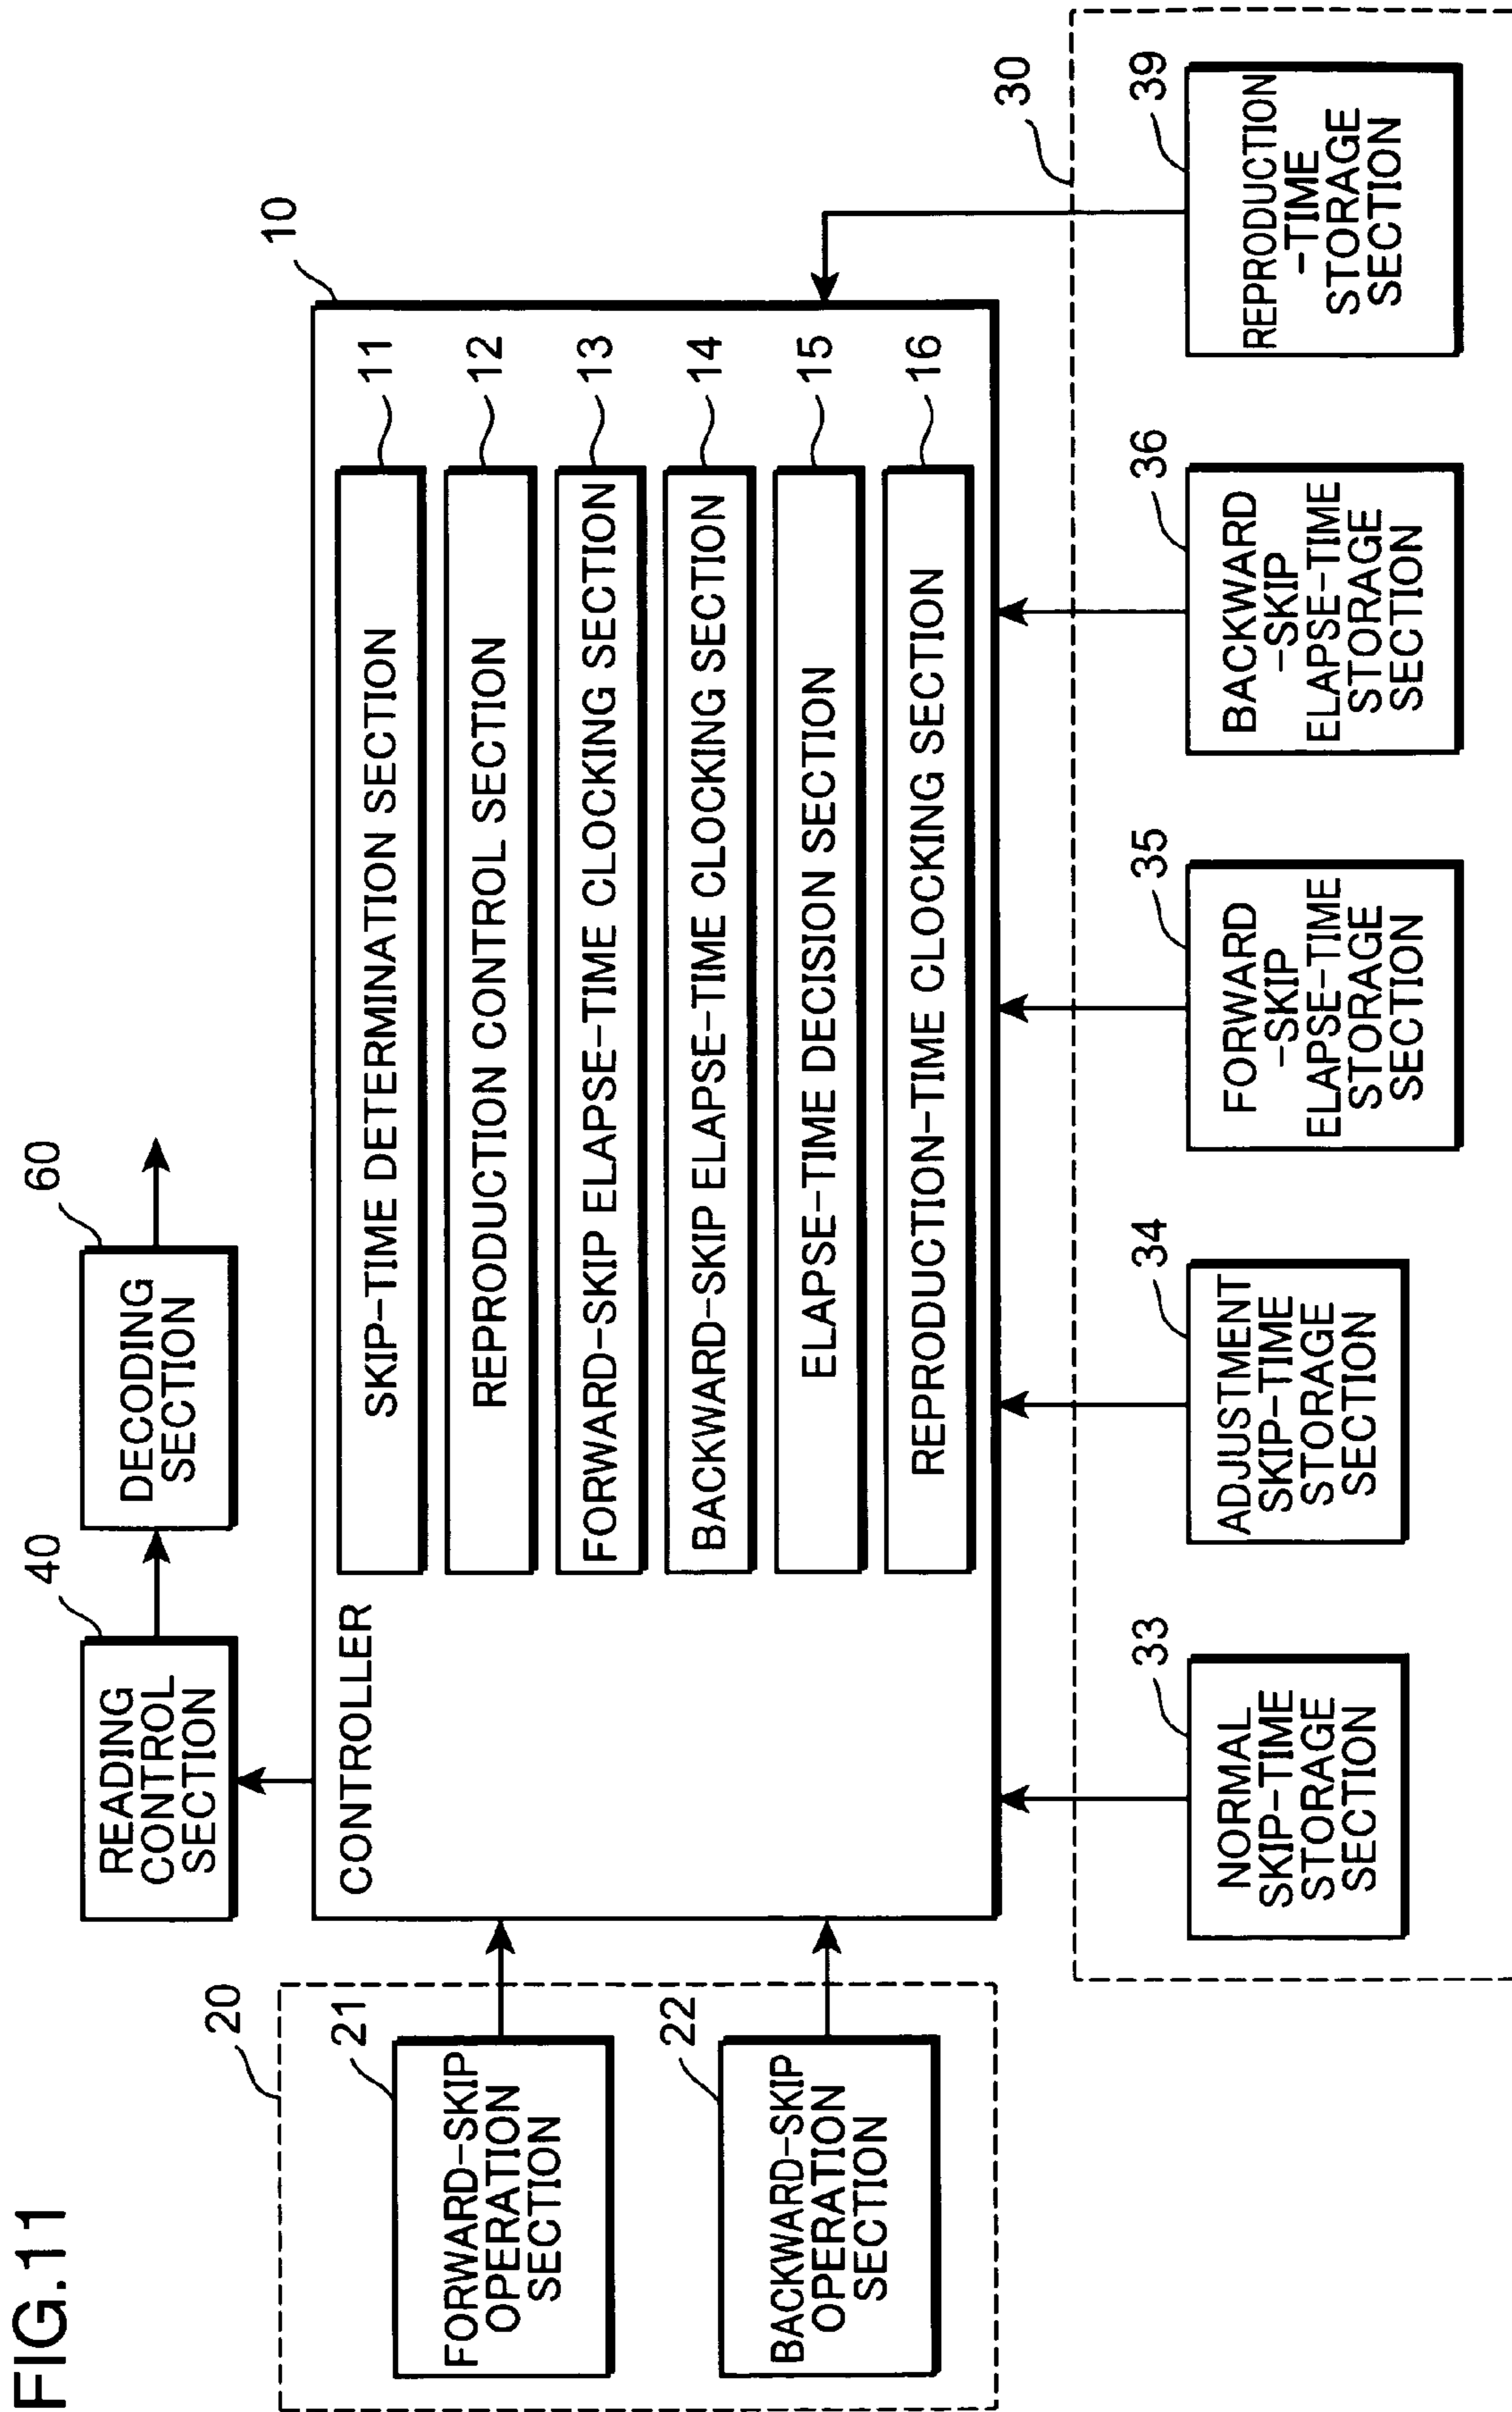 FIG.11
20
21
FORWARD-SKIP
OPERATION
SECTION
22
BACKWARD-SKIP
OPERATION
SECTION
40
READING
CONTROL
SECTION
60
DECODING
SECTION
10
CONTROLLER
SKIP-TIME DETERMINATION SECTION
11
REPRODUCTION CONTROL SECTION
12
FORWARD-SKIP ELAPSE-TIME CLOCKING SECTION
13
BACKWARD-SKIP ELAPSE-TIME CLOCKING SECTION
14
ELAPSE-TIME DECISION SECTION
15
REPRODUCTION-TIME CLOCKING SECTION
16
30
33
NORMAL
SKIP-TIME
STORAGE
SECTION
34
ADJUSTMENT
SKIP-TIME
STORAGE
SECTION
35
FORWARD
-SKIP
ELAPSE-TIME
STORAGE
SECTION
36
BACKWARD
-SKIP
ELAPSE-TIME
STORAGE
SECTION
39
REPRODUCTION
-TIME
STORAGE
SECTION